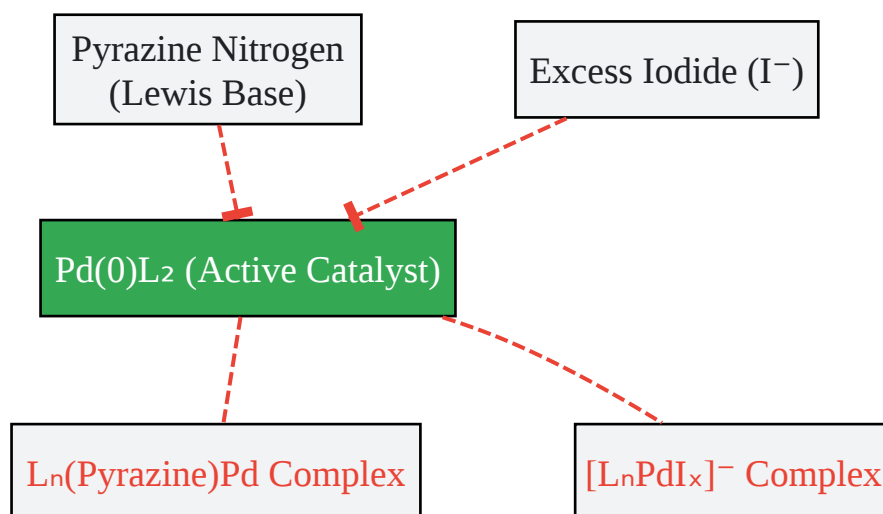 Pyrazine Nitrogen
(Lewis Base)
Excess Iodide (I⁻)
Pd(0)L₂ (Active Catalyst)
Lₙ(Pyrazine)Pd Complex
[LₙPdIₓ]⁻ Complex